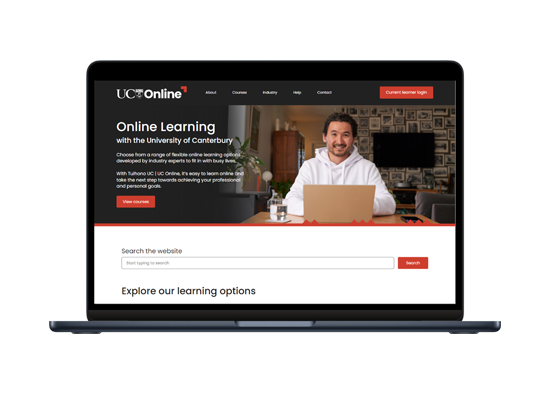 UC Online
About Courses Industry Help Contact
Current learner login
Online Learning
with the University of Canterbury
Choose from a range of flexible online learning options
developed by industry experts to fit in with busy lives.
With Tuihono UC | UC Online, it's easy to learn online and
take the next step towards achieving your professional
and personal goals.
View courses
Search the website
Start typing to search
Search
Explore our learning options